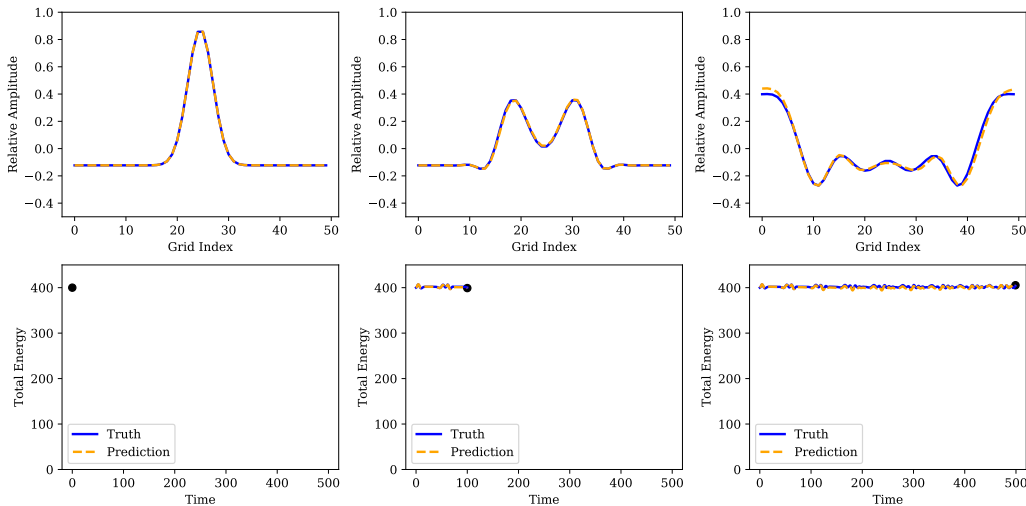 1.0
0.8
0.6
0.4
0.2
0.0
−0.2
−0.4
Relative Amplitude
0 10 20 30 40 50
Grid Index
1.0
0.8
0.6
0.4
0.2
0.0
−0.2
−0.4
Relative Amplitude
0 10 20 30 40 50
Grid Index
1.0
0.8
0.6
0.4
0.2
0.0
−0.2
−0.4
Relative Amplitude
0 10 20 30 40 50
Grid Index
400
300
200
100
0
Total Energy
Truth
Prediction
0 100 200 300 400 500
Time
400
300
200
100
0
Total Energy
Truth
Prediction
0 100 200 300 400 500
Time
400
300
200
100
0
Total Energy
Truth
Prediction
0 100 200 300 400 500
Time